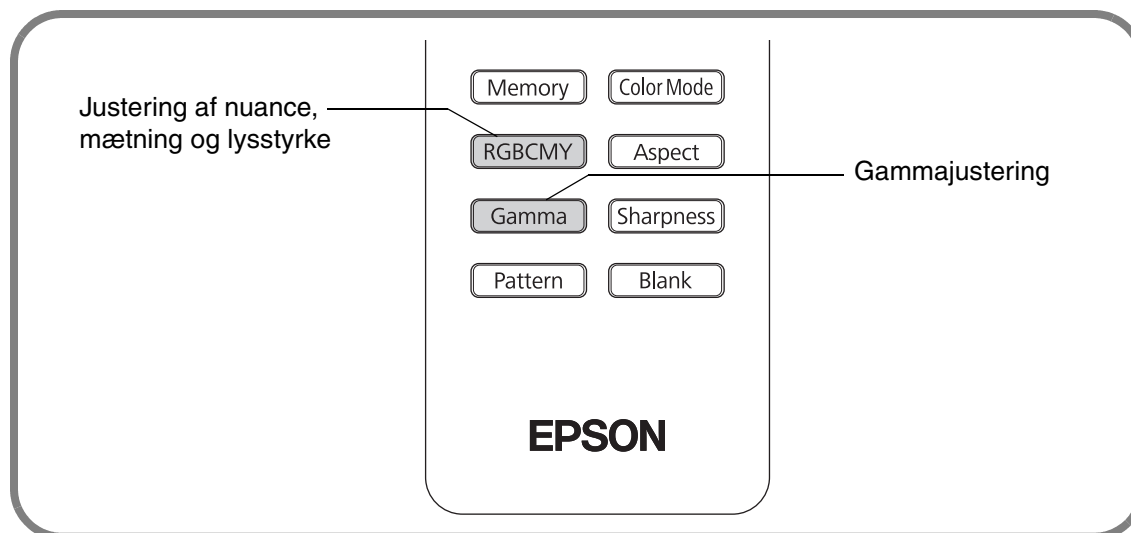 Memory Color Mode
Justering af nuance,
mætning og lysstyrke
RGBCMY Aspect
Gammajustering
Gamma Sharpness
Pattern Blank
EPSON